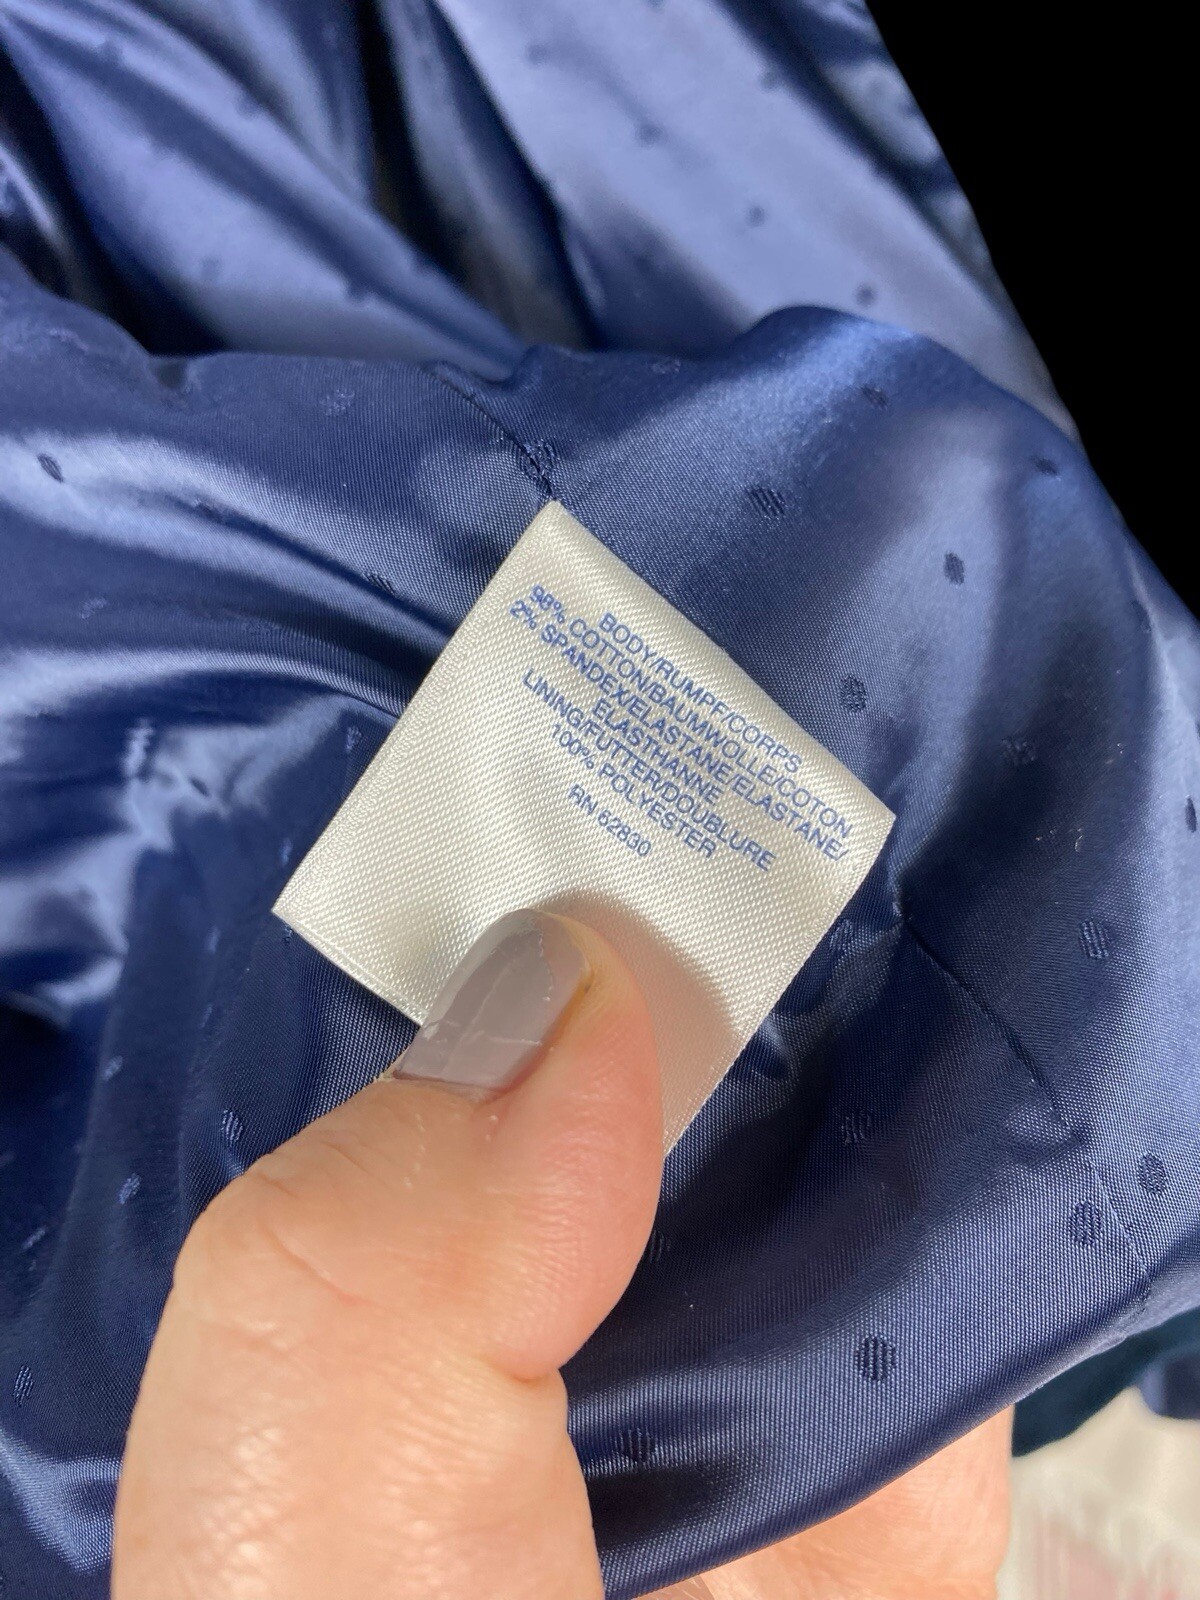 BODY/RUMPF/CORPS
98% COTTON/BAUMWOLLE/COTON
2% SPANDEX/ELASTANE/ELASTANE/
ELASTHANNE
LINING/FUTTER/DOUBLURE
100% POLYESTER
RN 62830